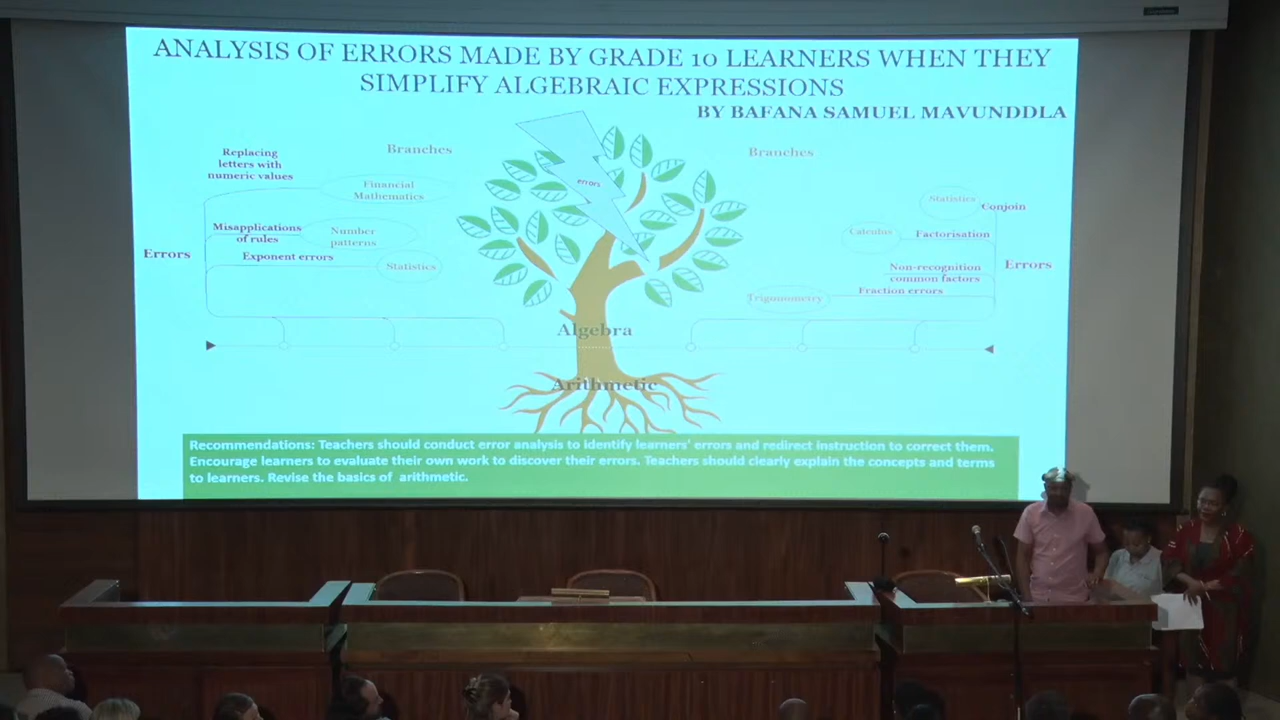 ANALYSIS OF ERRORS MADE BY GRADE 10 LEARNERS WHEN THEY
SIMPLIFY ALGEBRAIC EXPRESSIONS
BY BAFANA SAMUEL MAVUNDDLA
Replacing
letters with
numeric values
Branches
Financial
Mathematics
Misapplications
of rules
Number
patterns
Errors
Exponent errors
Statistics
errors
Branches
Statistics
Conjoin
Calculus
Factorisation
Non-recognition
common factors
Errors
Trigonometry
Fraction errors
Algebra
Arithmetic
Recommendations: Teachers should conduct error analysis to identify learners' errors and redirect instruction to correct them.
Encourage learners to evaluate their own work to discover their errors. Teachers should clearly explain the concepts and terms
to learners. Revise the basics of arithmetic.